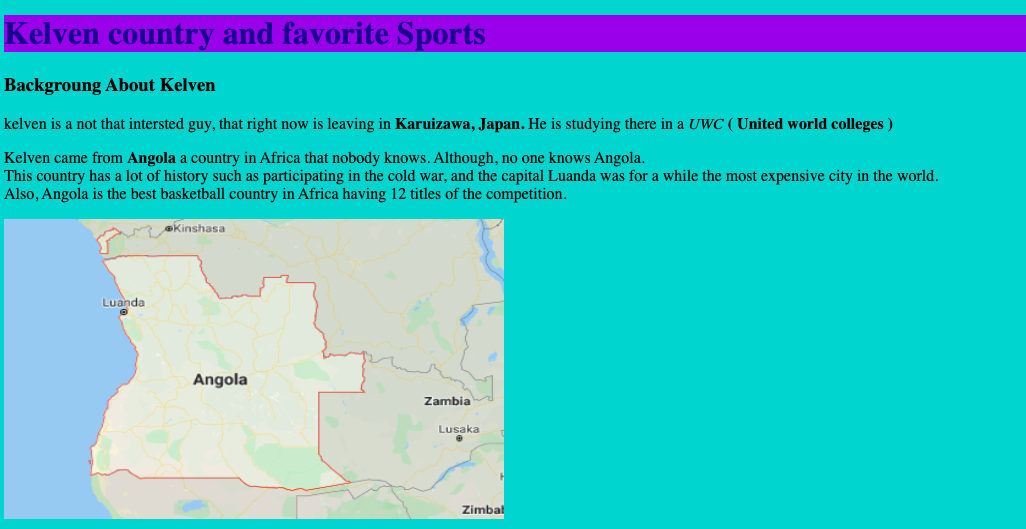 Kelven country and favorite Sports
Backgroung About Kelven
kelven is a not that intersted guy, that right now is leaving in Karuizawa, Japan. He is studying there in a UWC ( United world colleges )
Kelven came from Angola a country in Africa that nobody knows. Although, no one knows Angola.
This country has a lot of history such as participating in the cold war, and the capital Luanda was for a while the most expensive city in the world.
Also, Angola is the best basketball country in Africa having 12 titles of the competition.
Kinshasa
Luanda
Angola
Zambia
Lusaka
Zimbab